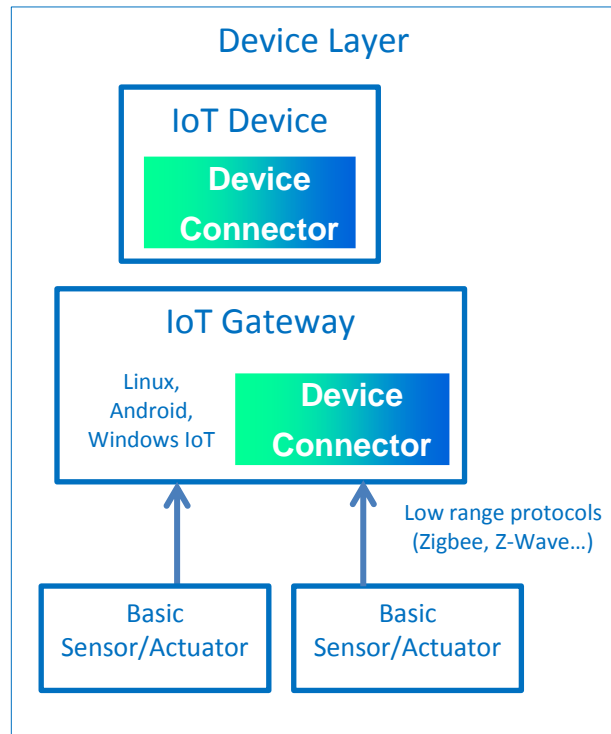 Device Layer
IoT Device
Device
Connector
IoT Gateway
Linux,
Android,
Windows IoT
Device
Connector
Low range protocols
(Zigbee, Z-Wave…)
Basic
Sensor/Actuator
Basic
Sensor/Actuator